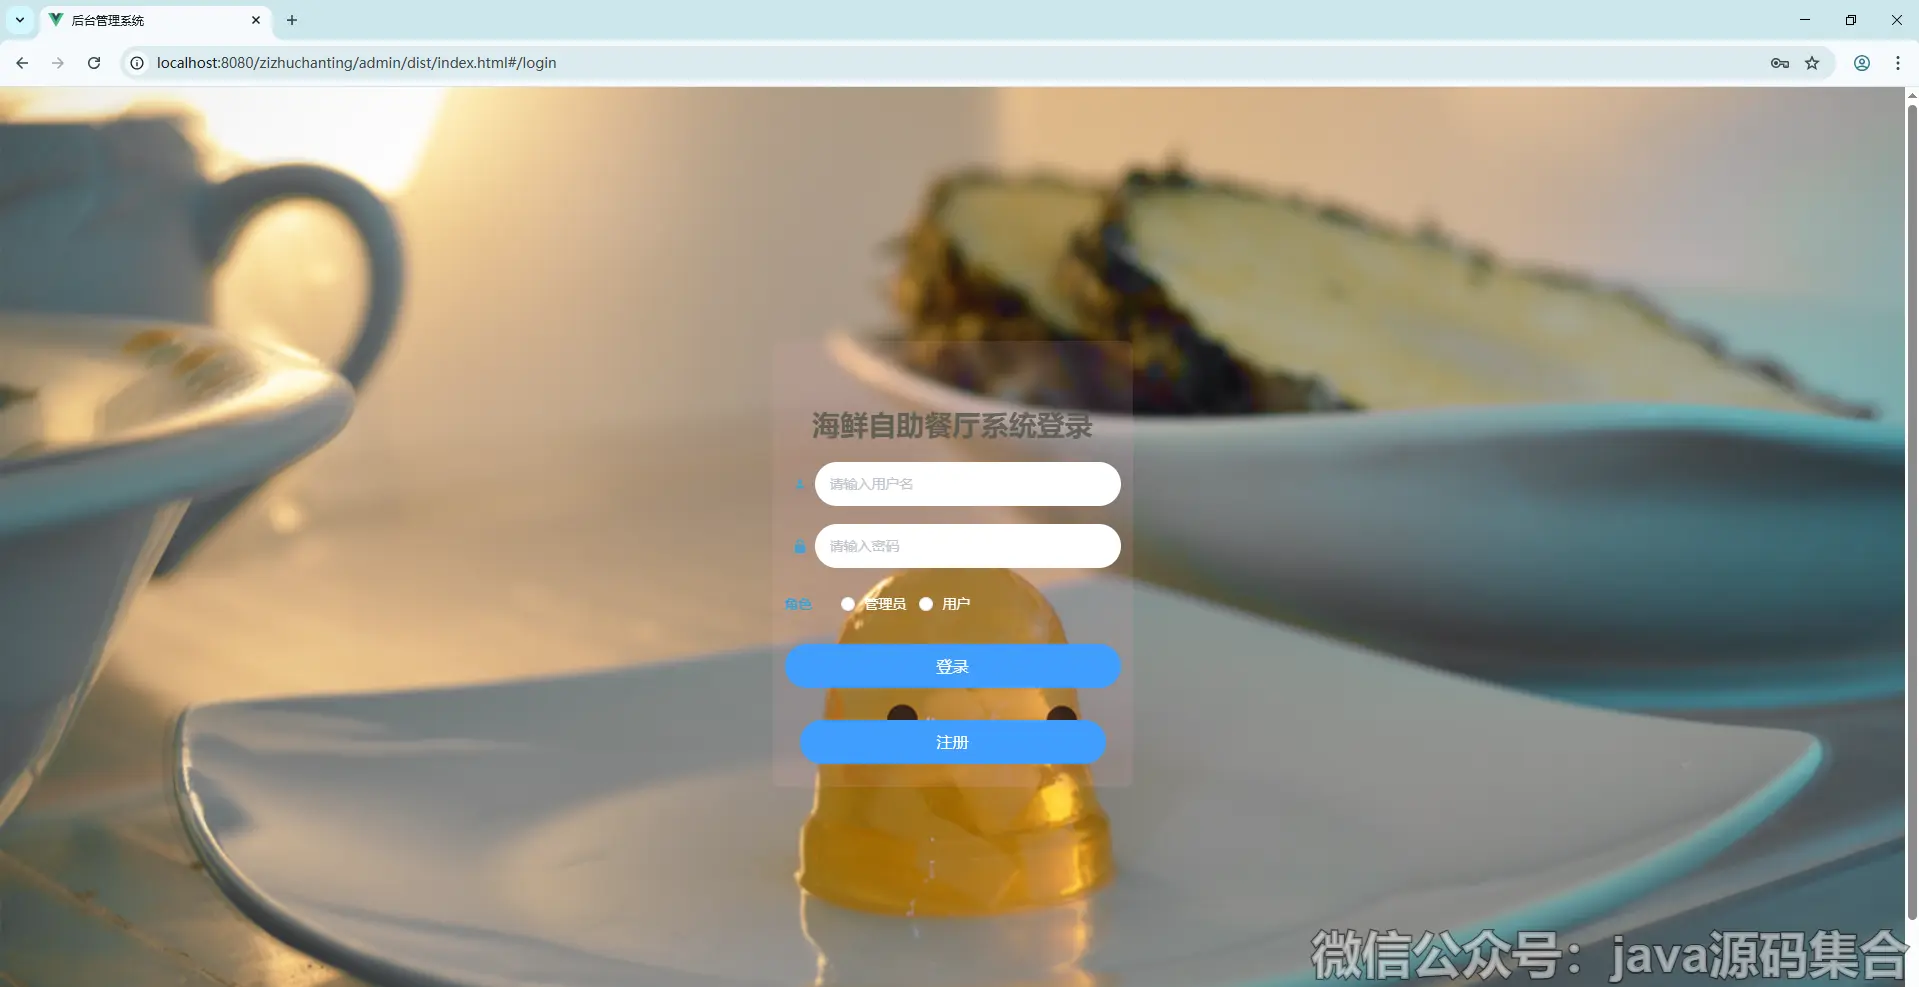 后台管理系统
localhost:8080/zizhuchanting/admin/dist/index.html#/login
海鲜自助餐厅系统登录
请输入用户名
请输入密码
角色 管理员 用户
登录
注册
微信公众号：java源码集合